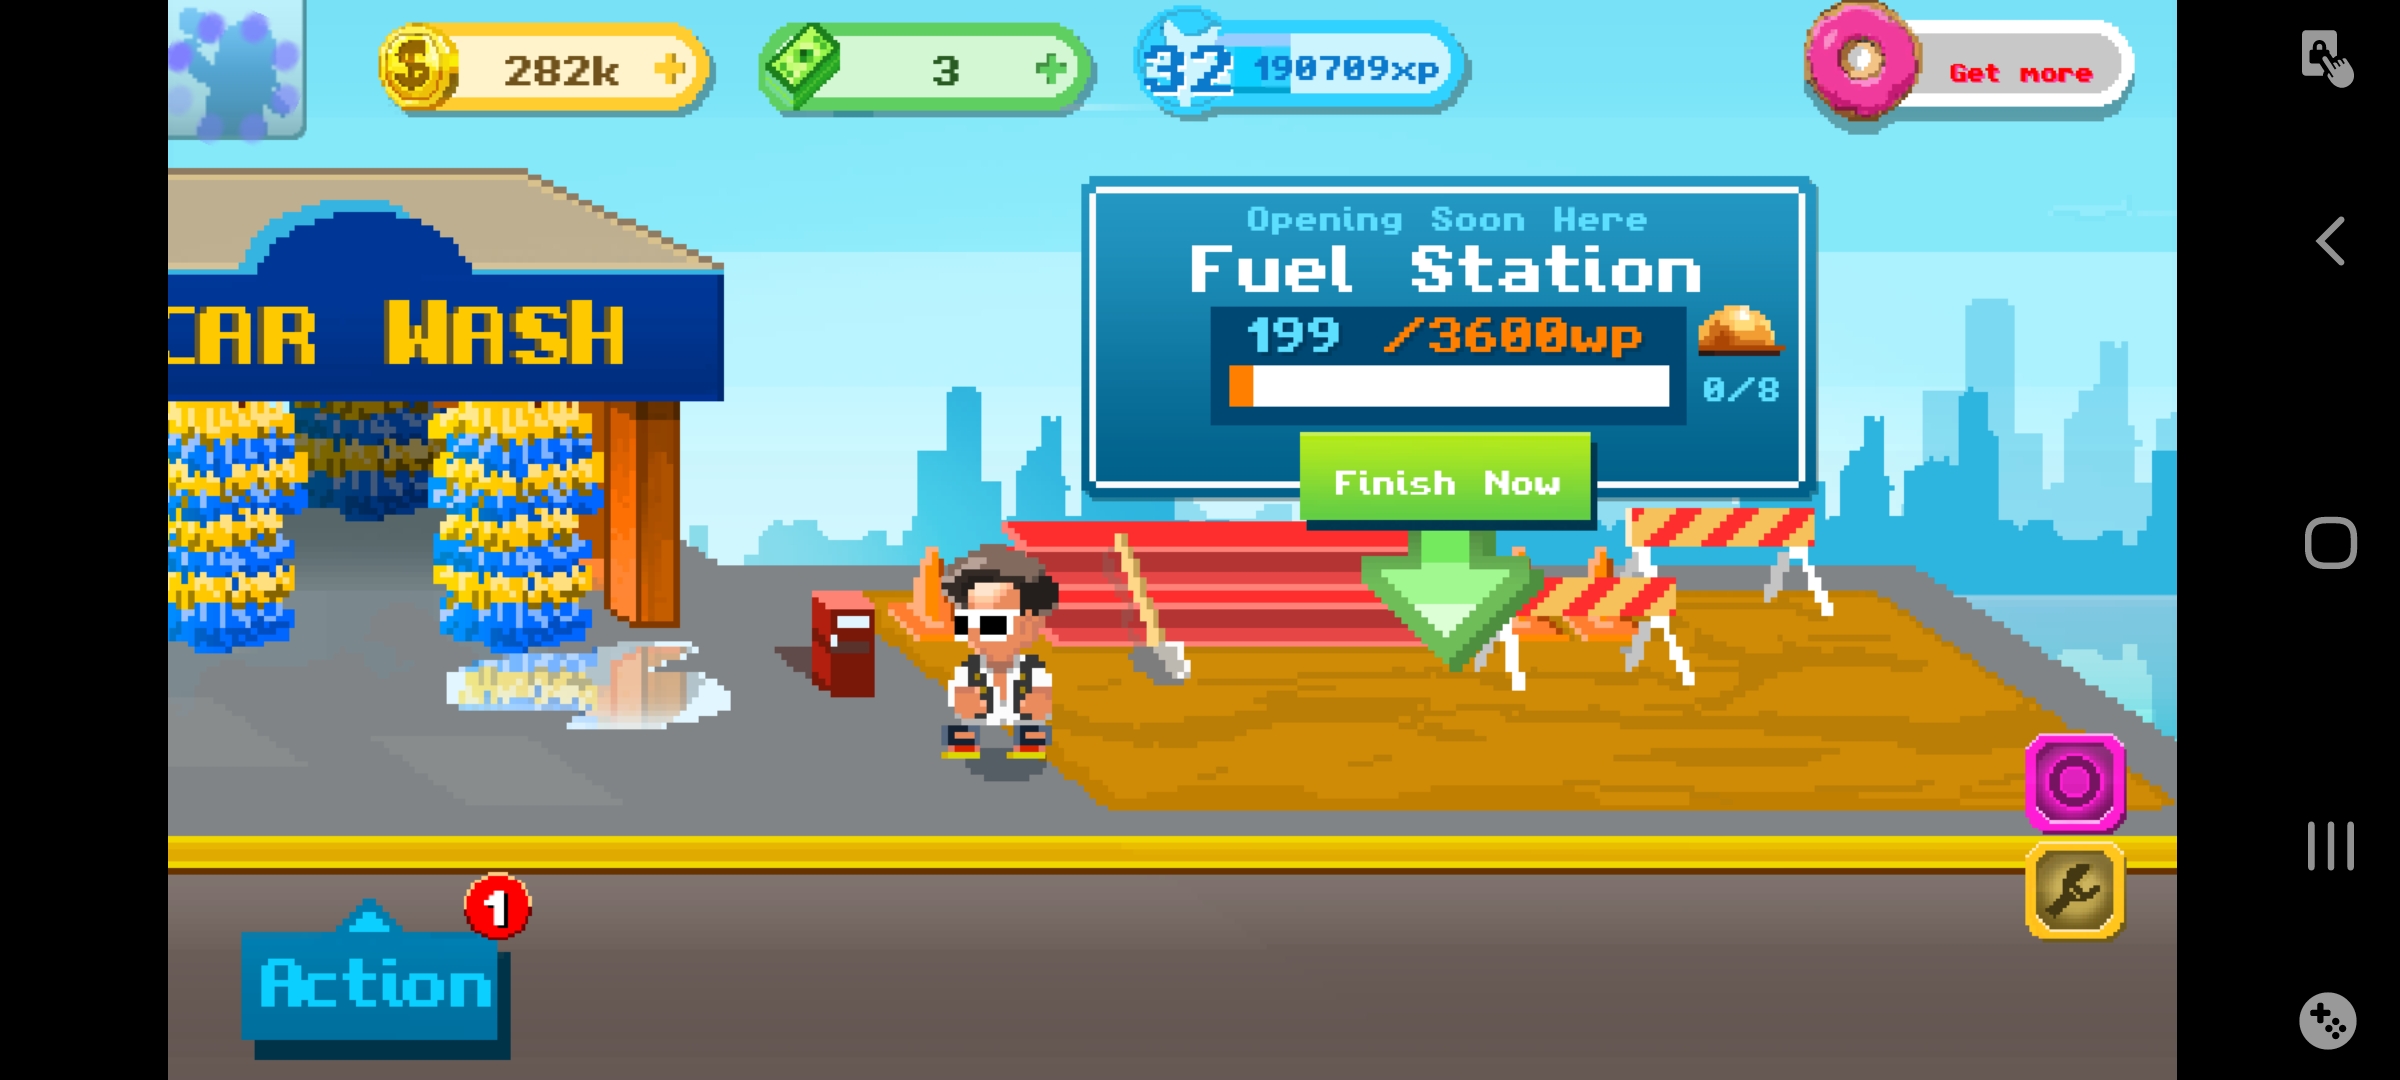 282k
3
32
190709xp
Get more
CAR WASH
Opening Soon Here
Fuel Station
199 /3600wp
0/8
Finish Now
1
Action